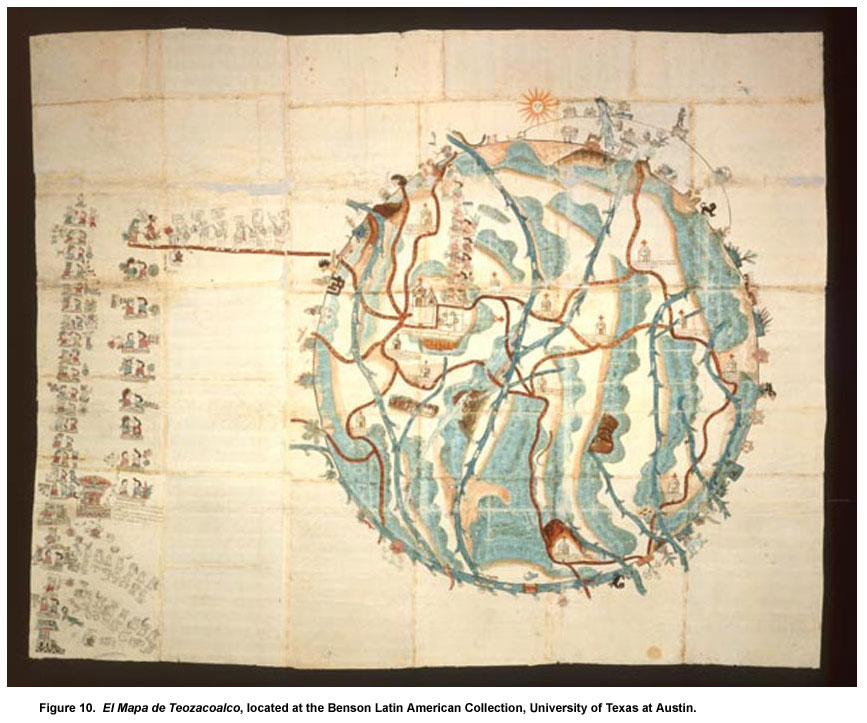 Figure 10. El Mapa de Teozacoalco, located at the Benson Latin American Collection, University of Texas at Austin.